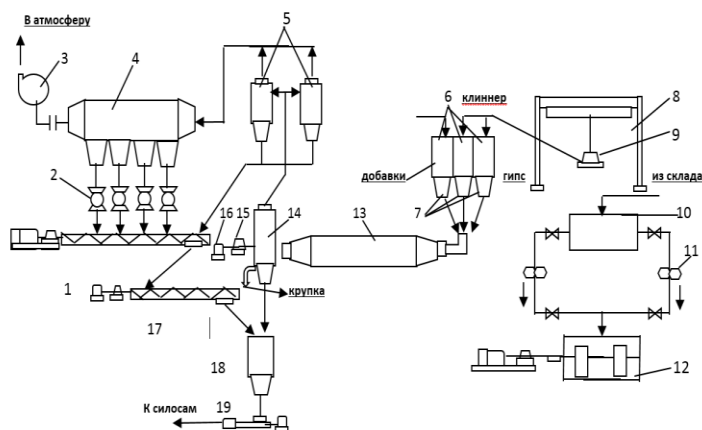 В атмосферу
3
4
5
6 клиннер
8
9
2
добавки
гипс
из склада
7
16 15
14
13
10
11
1
крупка
17
18
12
К силосам 19